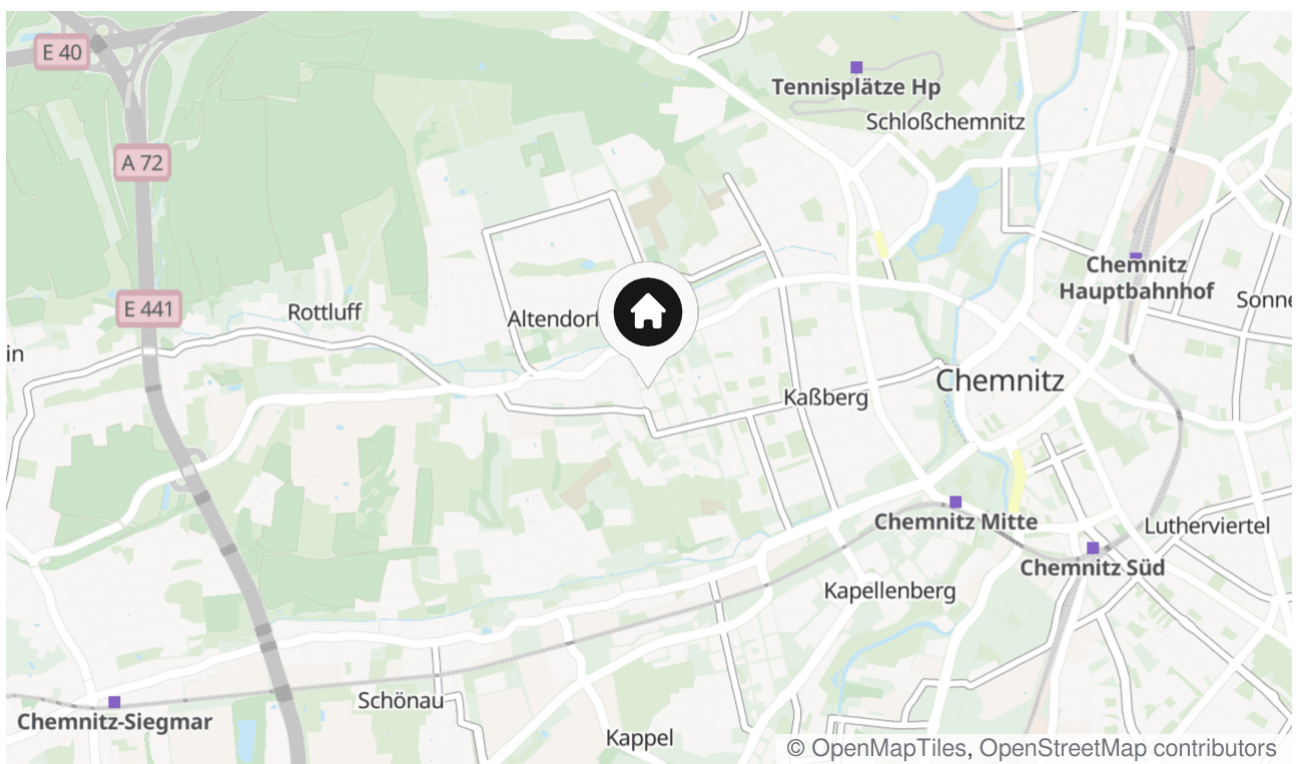 E 40
Tennisplätze Hp
Schloßchemnitz
A 72
Chemnitz
Hauptbahnhof
E 441
Rottluff
Altendorf
Sonne
in
Chemnitz
Kaßberg
Chemnitz Mitte
Lutherviertel
Chemnitz Süd
Kapellenberg
Schönau
Chemnitz-Siegmar
Kappel
© OpenMapTiles, OpenStreetMap contributors